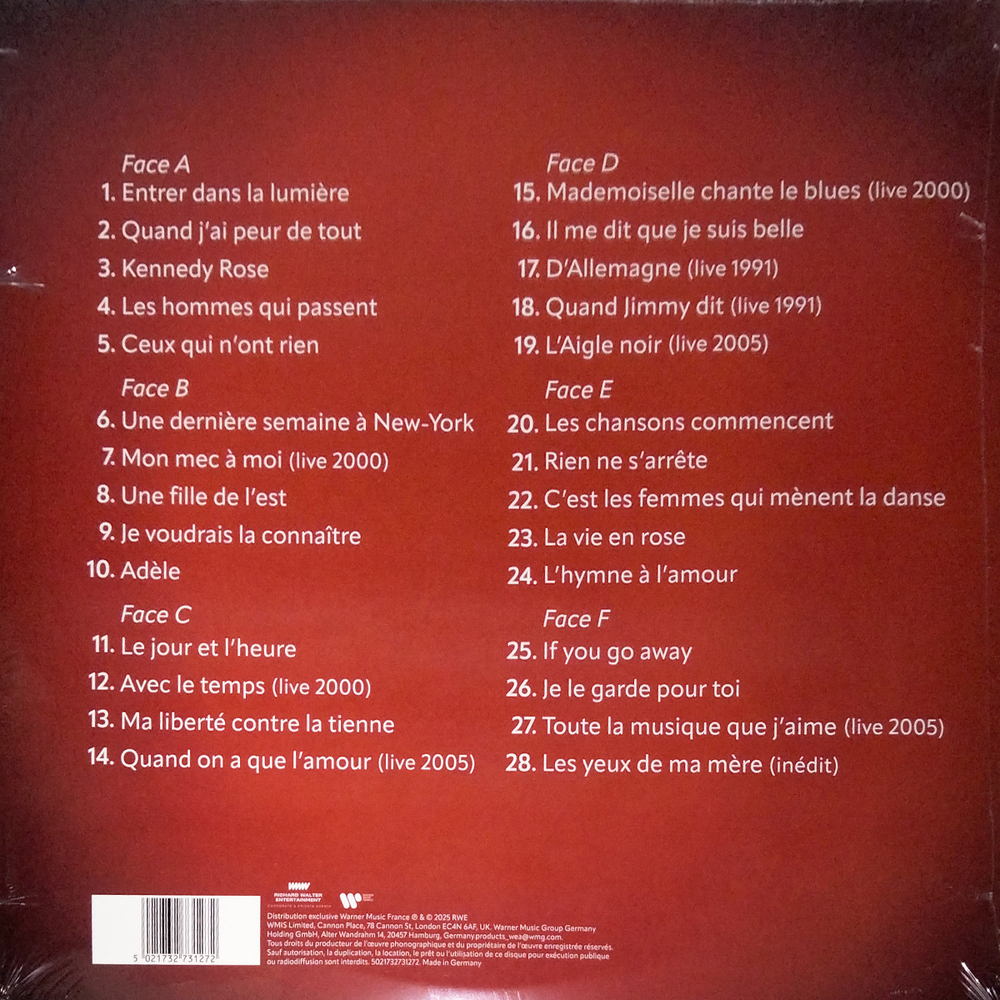 Face A
1. Entrer dans la lumière
2. Quand j'ai peur de tout
3. Kennedy Rose
4. Les hommes qui passent
5. Ceux qui n'ont rien
Face B
6. Une dernière semaine à New-York
7. Mon mec à moi (live 2000)
8. Une fille de l'est
9. Je voudrais la connaître
10. Adèle
Face C
11. Le jour et l'heure
12. Avec le temps (live 2000)
13. Ma liberté contre la tienne
14. Quand on a que l'amour (live 2005)
Face D
15. Mademoiselle chante le blues (live 2000)
16. Il me dit que je suis belle
17. D'Allemagne (live 1991)
18. Quand Jimmy dit (live 1991)
19. L'Aigle noir (live 2005)
Face E
20. Les chansons commencent
21. Rien ne s'arrête
22. C'est les femmes qui mènent la danse
23. La vie en rose
24. L'hymne à l'amour
Face F
25. If you go away
26. Je le garde pour toi
27. Toute la musique que j'aime (live 2005)
28. Les yeux de ma mère (inédit)
5 021732 731272
RICHARD WALTER
ENTERTAINMENT
Distribution exclusive Warner Music France ℗ & © 2025 RWE
WMIS Limited, Cannon Place, 78 Cannon St, London EC4N 6AF, UK. Warner Music Group Germany
Holding GmbH, Alter Wandrahm 14, 20457 Hamburg, Germany.products_wea@wmg.com.
Tous droits du producteur de l'œuvre phonographique et du propriétaire de l'œuvre enregistrée réservés.
Sauf autorisation, la duplication, la location, le prêt ou l'utilisation de ce disque pour exécution publique
ou radiodiffusion sont interdits. 5021732731272. Made in Germany